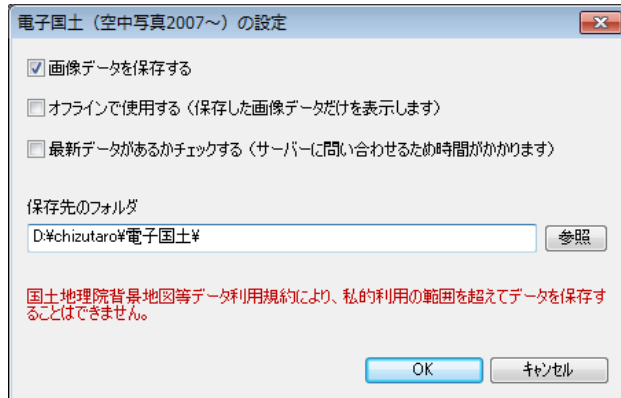 電子国土（空中写真2007～）の設定
画像データを保存する
オフラインで使用する（保存した画像データだけを表示します）
最新データがあるかチェックする（サーバーに問い合わせるため時間がかかります）
保存先のフォルダ
D:¥chizutaro¥電子国土¥
参照
国土地理院背景地図等データ利用規約により、私的利用の範囲を超えてデータを保存す
ることはできません。
OK
キャンセル